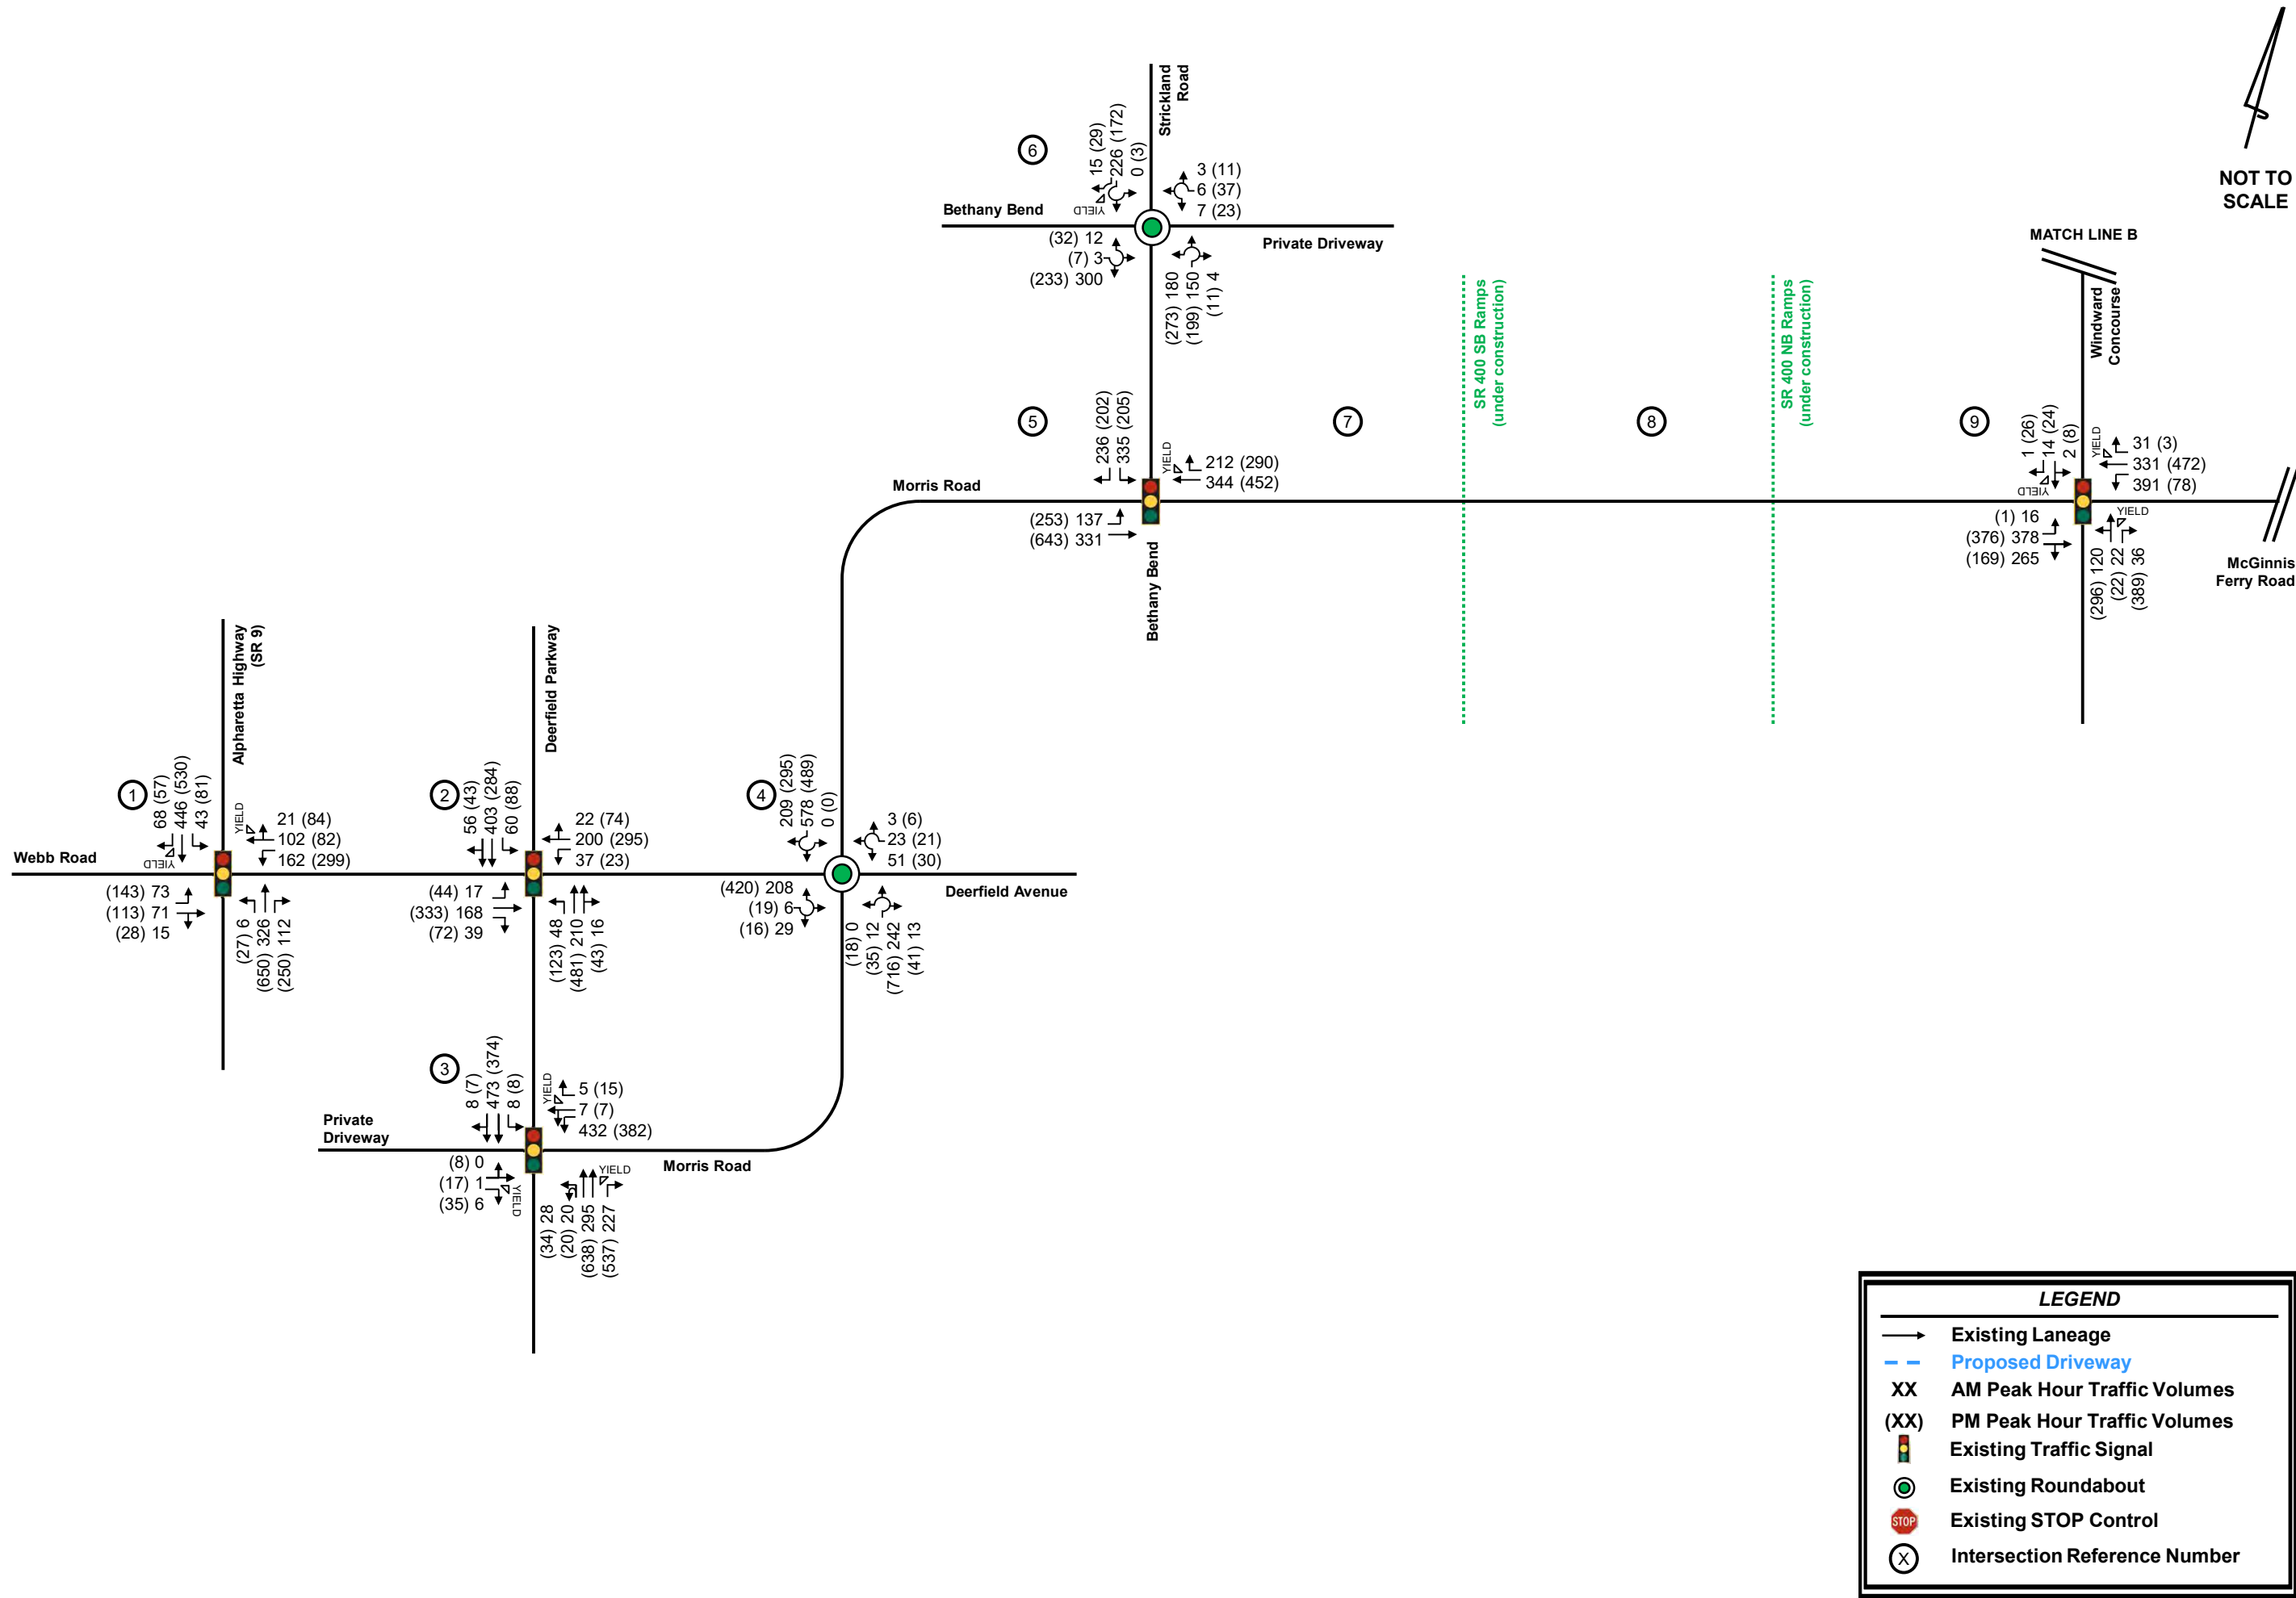 NOT TO
SCALE
6
Strickland
Road
15 (29)
226 (172)
0 (3)
YIELD
3 (11)
6 (37)
7 (23)
Bethany Bend
Private Driveway
(32) 12
(7) 3
(233) 300
(273) 180
(199) 150
(11) 4
MATCH LINE B
Windward
Concourse
SR 400 SB Ramps
(under construction)
SR 400 NB Ramps
(under construction)
5
236 (202)
335 (205)
YIELD
212 (290)
344 (452)
7
8
9
1 (26)
14 (24)
2 (8)
YIELD
YIELD
31 (3)
331 (472)
391 (78)
Morris Road
(253) 137
(643) 331
Bethany Bend
(1) 16
(376) 378
(169) 265
YIELD
(296) 120
(22) 22
(389) 36
McGinnis
Ferry Road
Alpharetta Highway
(SR 9)
Deerfield Parkway
1
68 (57)
446 (530)
43 (81)
YIELD
YIELD
21 (84)
102 (82)
162 (299)
Webb Road
(143) 73
(113) 71
(28) 15
(27) 6
(650) 326
(250) 112
2
56 (43)
403 (284)
60 (88)
22 (74)
200 (295)
37 (23)
(44) 17
(333) 168
(72) 39
(123) 48
(481) 210
(43) 16
4
209 (295)
578 (489)
0 (0)
3 (6)
23 (21)
51 (30)
Deerfield Avenue
(420) 208
(19) 6
(16) 29
(18) 0
(35) 12
(716) 242
(41) 13
3
8 (7)
473 (374)
8 (8)
YIELD
5 (15)
7 (7)
432 (382)
Private
Driveway
Morris Road
(8) 0
(17) 1
(35) 6
YIELD
YIELD
(34) 28
(20) 20
(638) 295
(537) 227
LEGEND
Existing Laneage
Proposed Driveway
XX AM Peak Hour Traffic Volumes
(XX) PM Peak Hour Traffic Volumes
Existing Traffic Signal
Existing Roundabout
STOP Existing STOP Control
X Intersection Reference Number